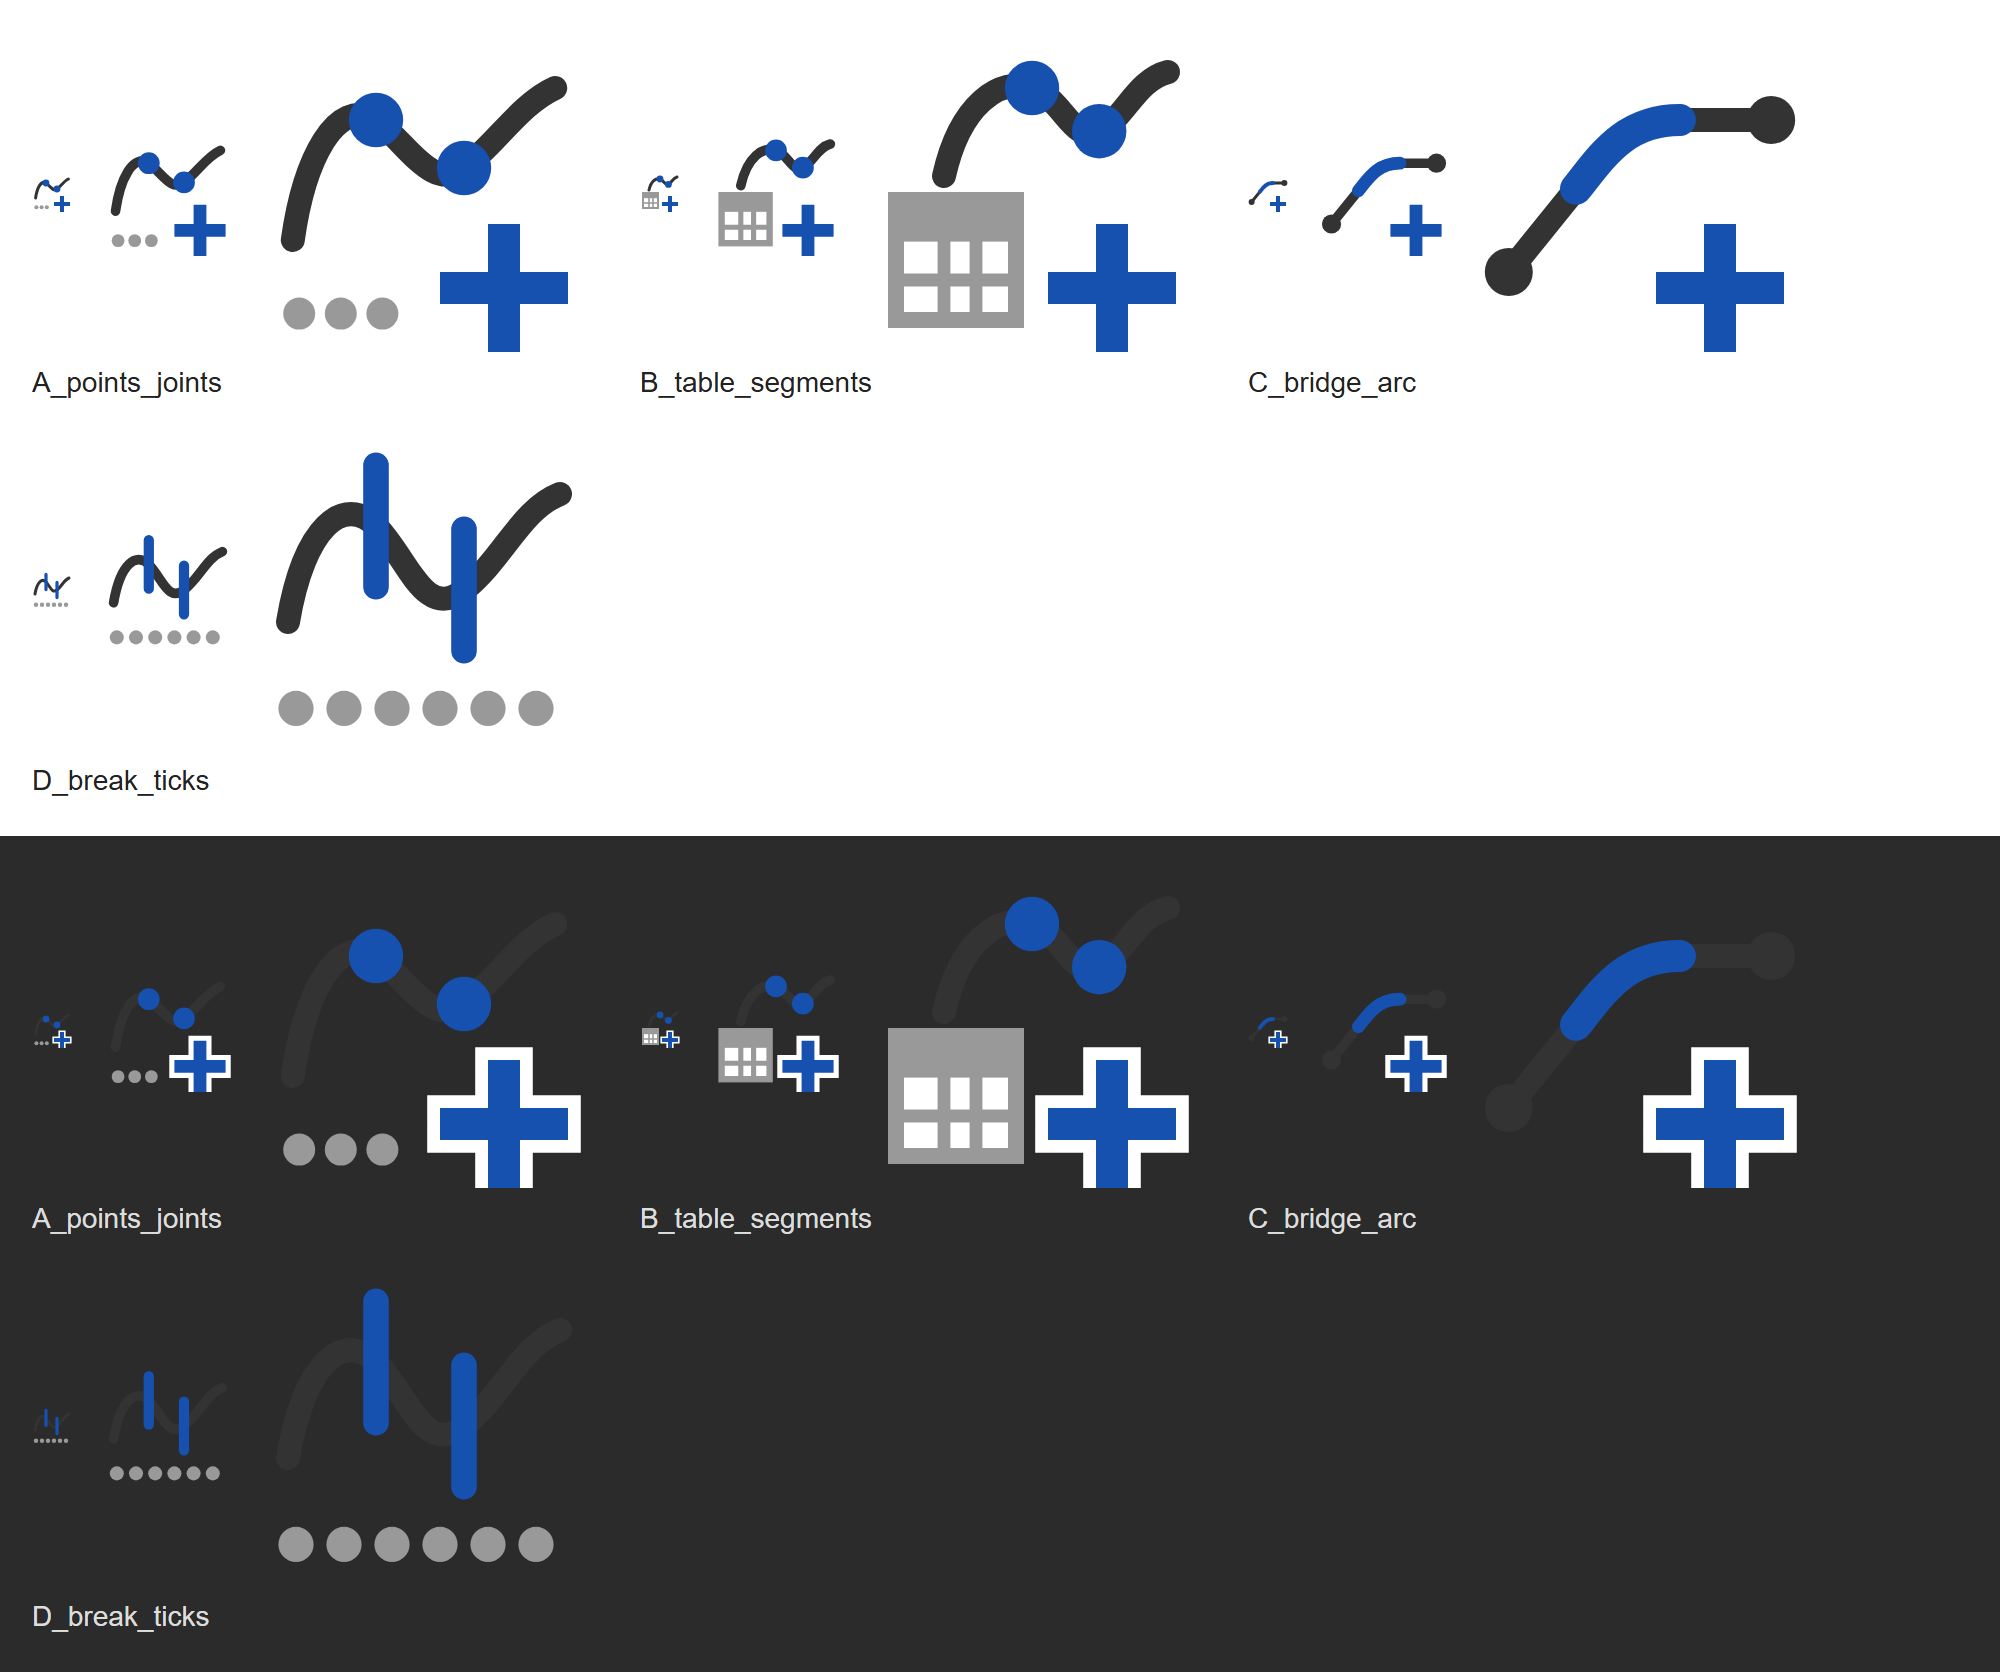 A_points_joints
B_table_segments
C_bridge_arc
D_break_ticks
A_points_joints
B_table_segments
C_bridge_arc
D_break_ticks